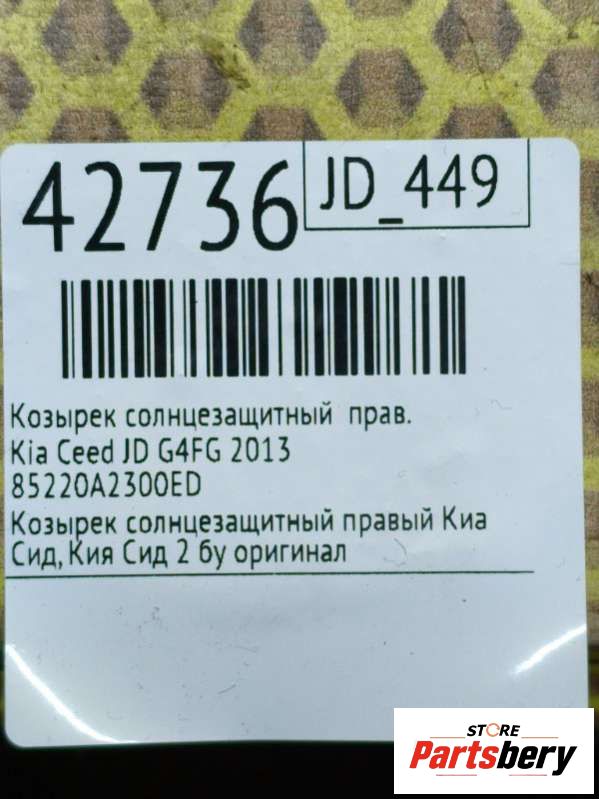 42736
JD_449
Козырек солнцезащитный прав.
Kia Ceed JD G4FG 2013
85220A2300ED
Козырек солнцезащитный правый Киа
Сид, Кия Сид 2 бу оригинал
STORE
Partsbery